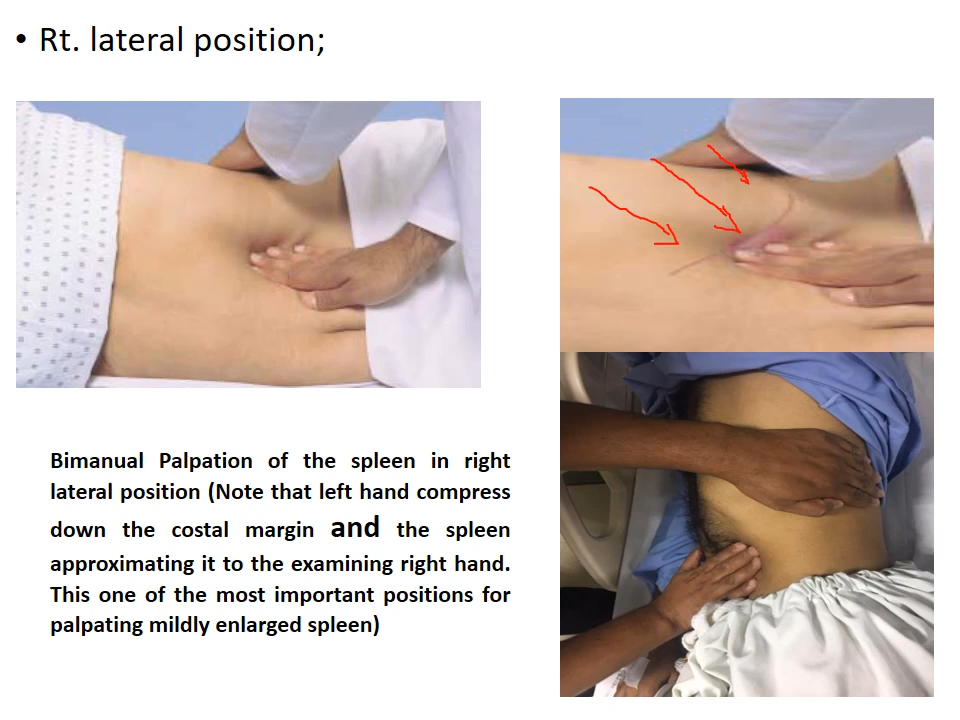 • Rt. lateral position;
Bimanual Palpation of the spleen in right
lateral position (Note that left hand compress
down the costal margin and the spleen
approximating it to the examining right hand.
This one of the most important positions for
palpating mildly enlarged spleen)